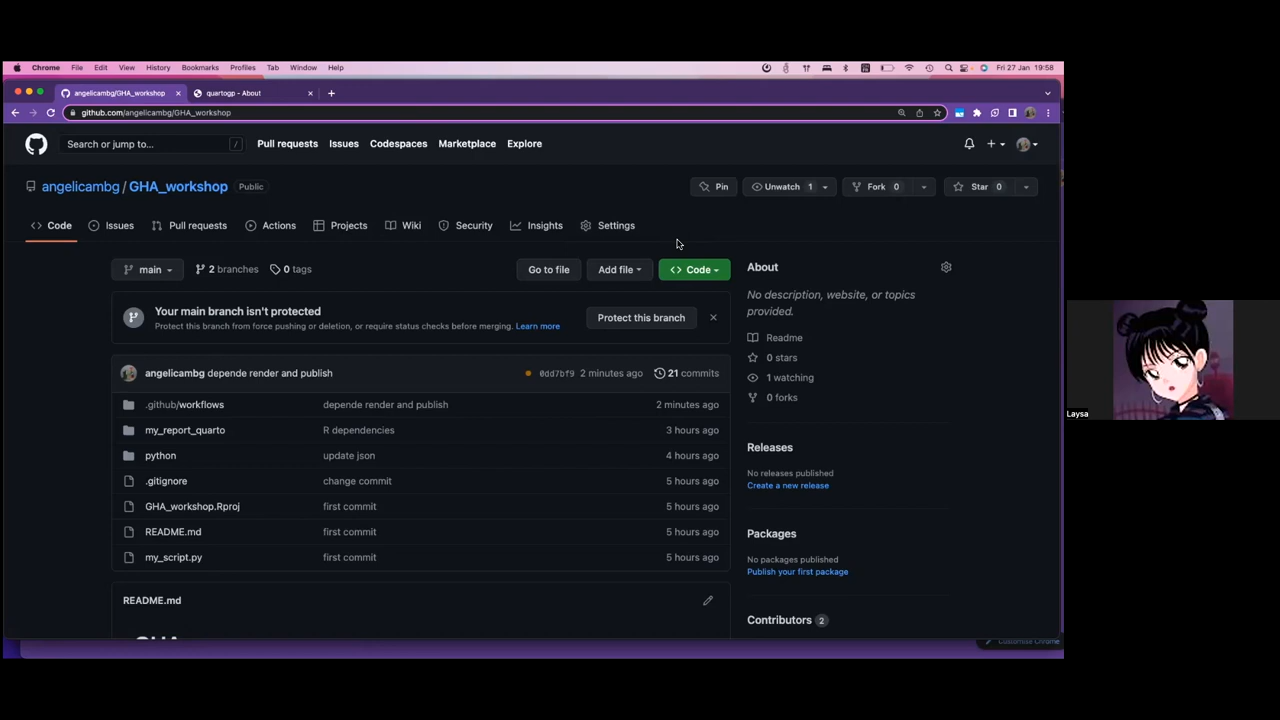 Chrome File Edit View History Bookmarks Profiles Tab Window Help Fri 27 Jan 19:58
angelicambg/GHA_workshop quartogp - About
github.com/angelicambg/GHA_workshop
Search or jump to... / Pull requests Issues Codespaces Marketplace Explore
angelicambg / GHA_workshop Public Pin Unwatch 1 Fork 0 Star 0
Code Issues Pull requests Actions Projects Wiki Security Insights Settings
main 2 branches 0 tags Go to file Add file Code
About
No description, website, or topics
provided.
Your main branch isn't protected
Protect this branch from force pushing or deletion, or require status checks before merging. Learn more
Protect this branch
Readme
0 stars
1 watching
0 forks
angelicambg depende render and publish 0dd7bf9 2 minutes ago 21 commits
.github/workflows depende render and publish 2 minutes ago
my_report_quarto R dependencies 3 hours ago
python update json 4 hours ago
.gitignore change commit 5 hours ago
GHA_workshop.Rproj first commit 5 hours ago
README.md first commit 5 hours ago
my_script.py first commit 5 hours ago
Releases
No releases published
Create a new release
Packages
No packages published
Publish your first package
README.md
Contributors 2
Customise Chrome
Laysa